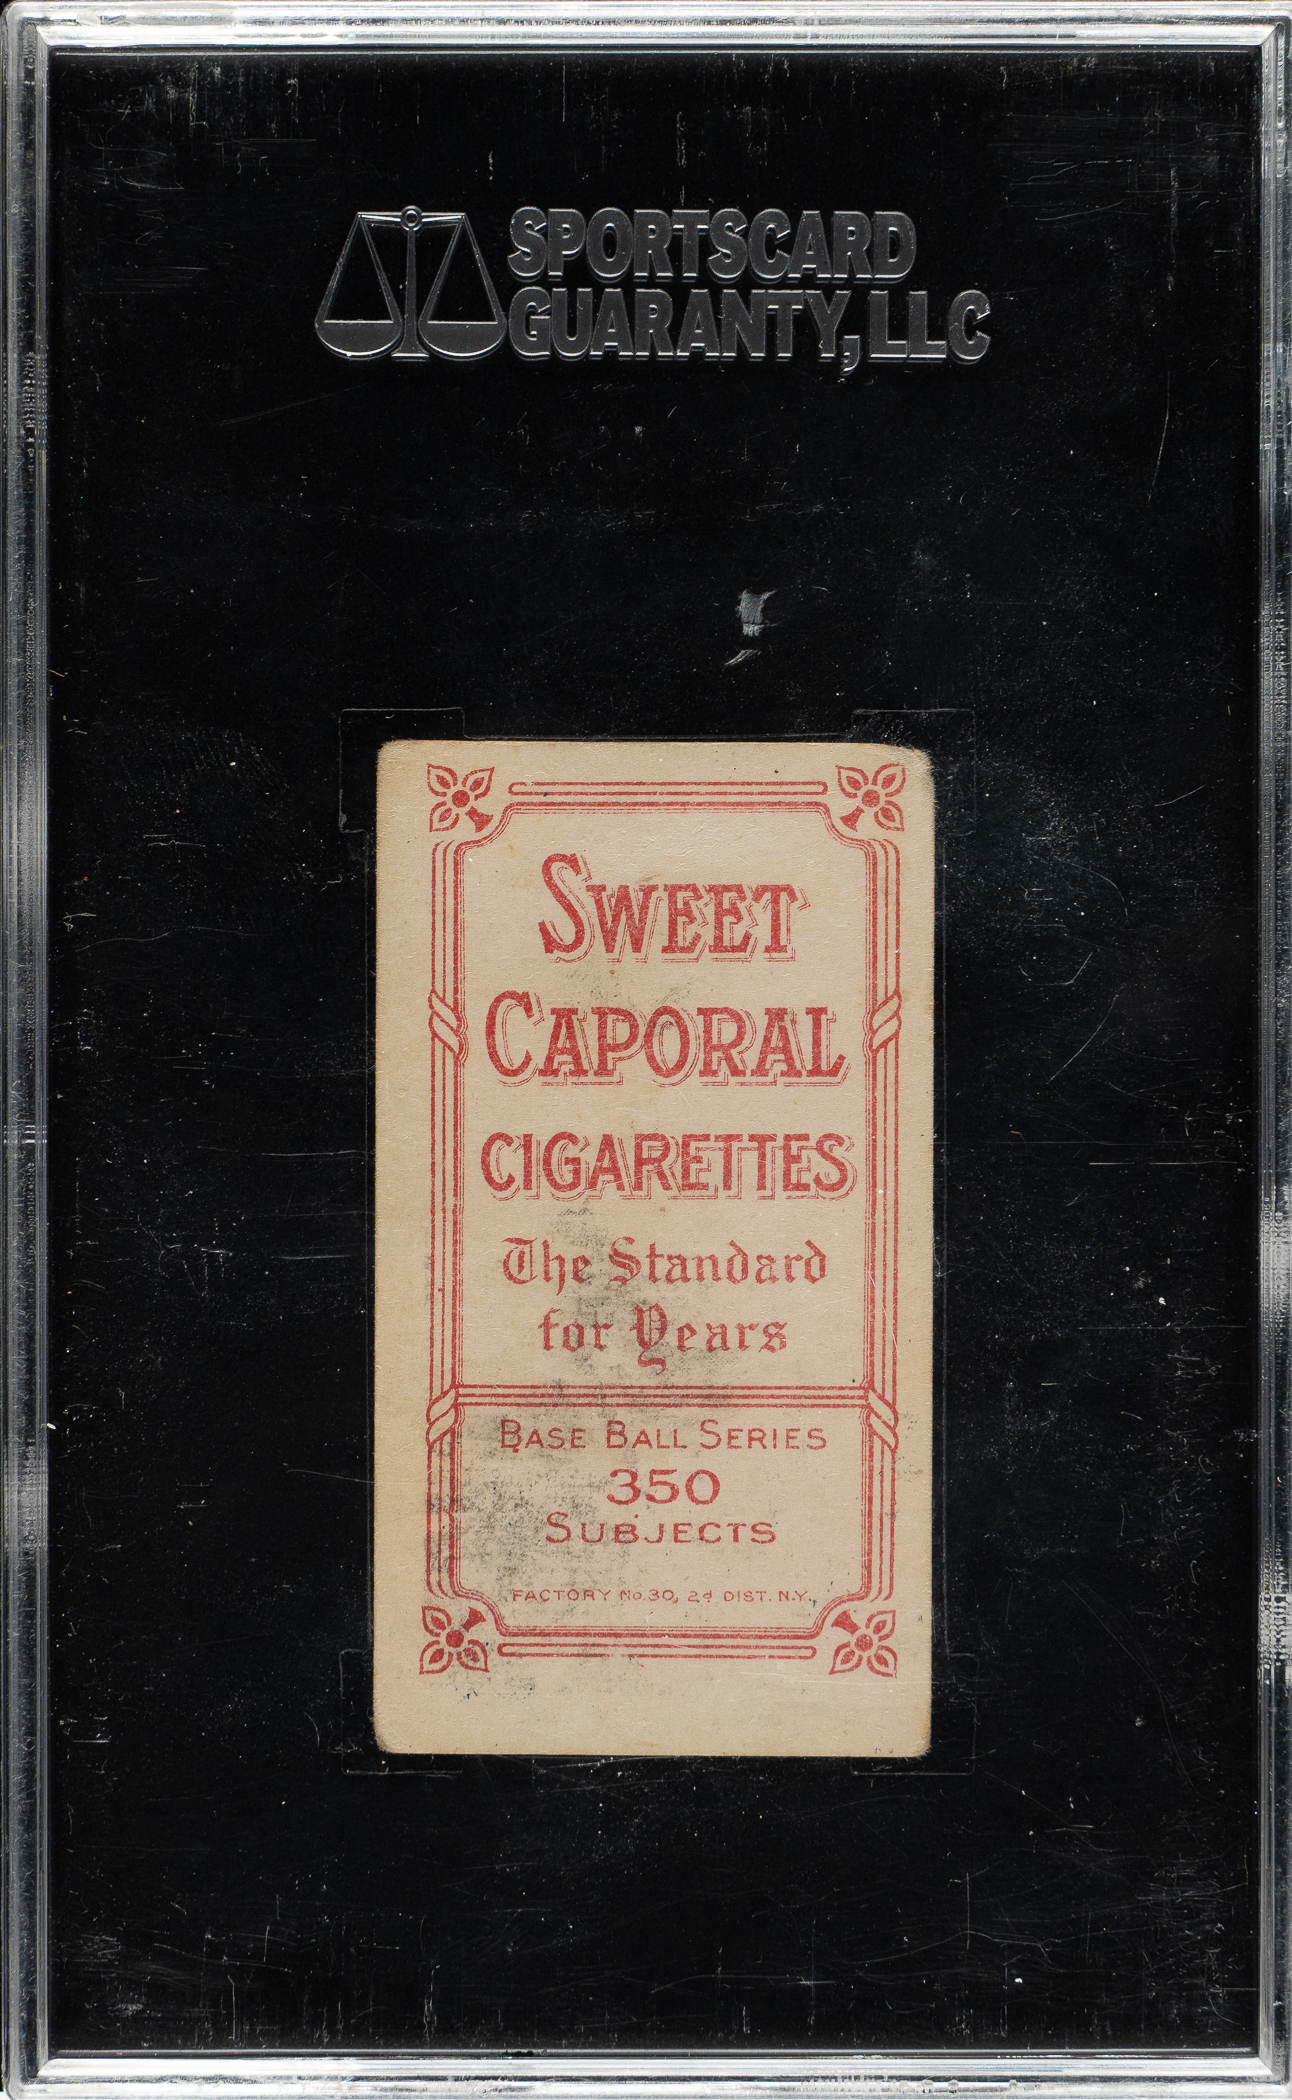 SPORTSCARD
GUARANTY, LLC
SWEET
CAPORAL
CIGARETTES
The Standard
for Years
BASE BALL SERIES
350
SUBJECTS
FACTORY No. 30, 2d DIST. N.Y.